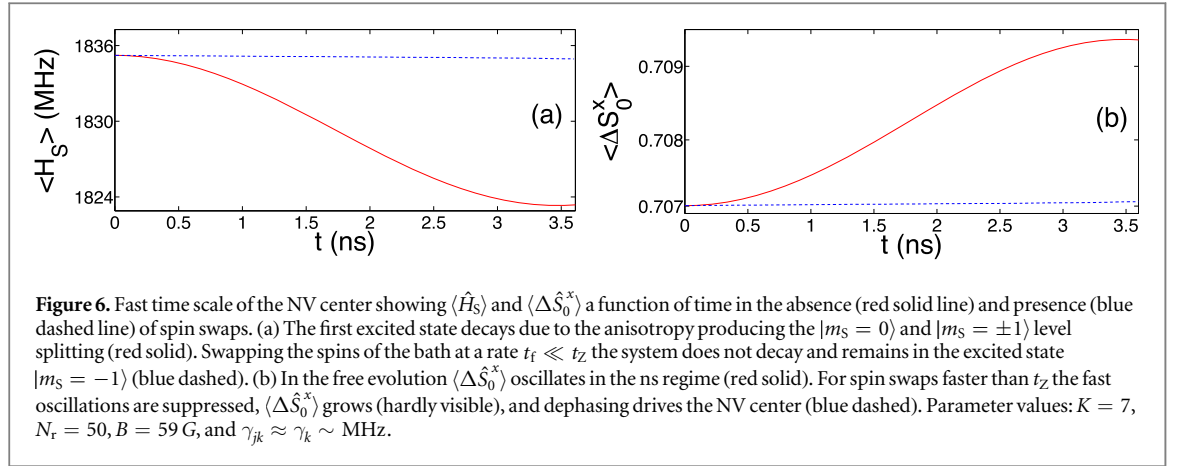 1836
1830
1824
<H_S> (MHz)
(a)
0 0.5 1 1.5 2 2.5 3 3.5
t (ns)
0.709
0.708
0.707
<ΔS_0^x>
(b)
0 0.5 1 1.5 2 2.5 3 3.5
t (ns)
Figure 6. Fast time scale of the NV center showing ⟨Ĥ_S⟩ and ⟨ΔŜ_0^x⟩ a function of time in the absence (red solid line) and presence (blue
dashed line) of spin swaps. (a) The first excited state decays due to the anisotropy producing the |m_S = 0⟩ and |m_S = ±1⟩ level
splitting (red solid). Swapping the spins of the bath at a rate t_f ≪ t_Z the system does not decay and remains in the excited state
|m_S = −1⟩ (blue dashed). (b) In the free evolution ⟨ΔŜ_0^x⟩ oscillates in the ns regime (red solid). For spin swaps faster than t_Z the fast
oscillations are suppressed, ⟨ΔŜ_0^x⟩ grows (hardly visible), and dephasing drives the NV center (blue dashed). Parameter values: K = 7,
N_r = 50, B = 59 G, and γ_jk ≈ γ_k ∼ MHz.